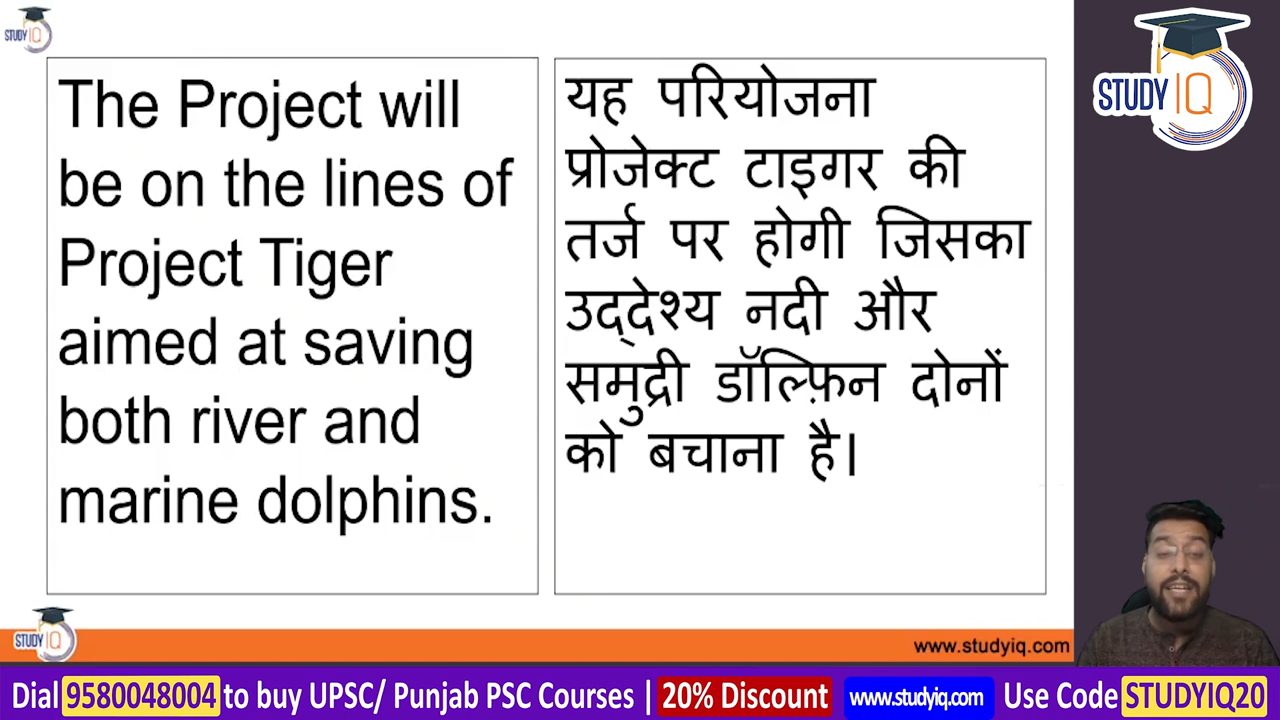 STUDY IQ
The Project will
be on the lines of
Project Tiger
aimed at saving
both river and
marine dolphins.
यह परियोजना
प्रोजेक्ट टाइगर की
तर्ज पर होगी जिसका
उद्देश्य नदी और
समुद्री डॉल्फ़िन दोनों
को बचाना है।
STUDY IQ
STUDY IQ
www.studyiq.com
Dial 9580048004 to buy UPSC/ Punjab PSC Courses | 20% Discount www.studyiq.com Use Code STUDYIQ20